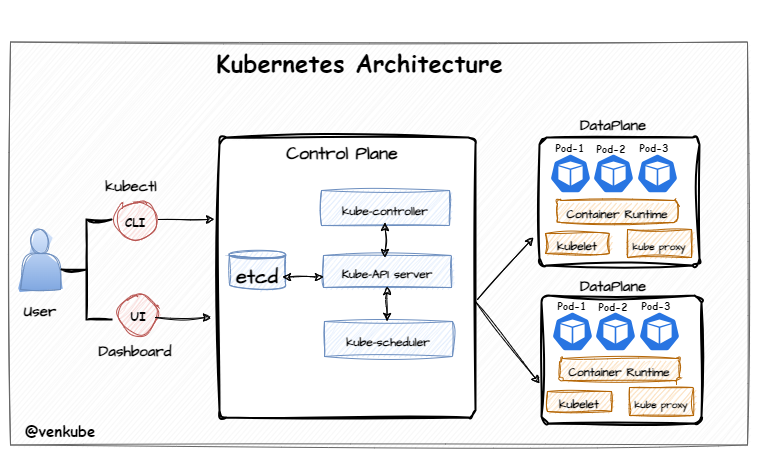 Kubernetes Architecture
kubectl
CLI
User
UI
Dashboard
Control Plane
Kube-controller
etcd
Kube-API server
kube-scheduler
DataPlane
Pod-1 Pod-2 Pod-3
Container Runtime
Kubelet kube proxy
DataPlane
Pod-1 Pod-2 Pod-3
Container Runtime
Kubelet kube proxy
@venkube